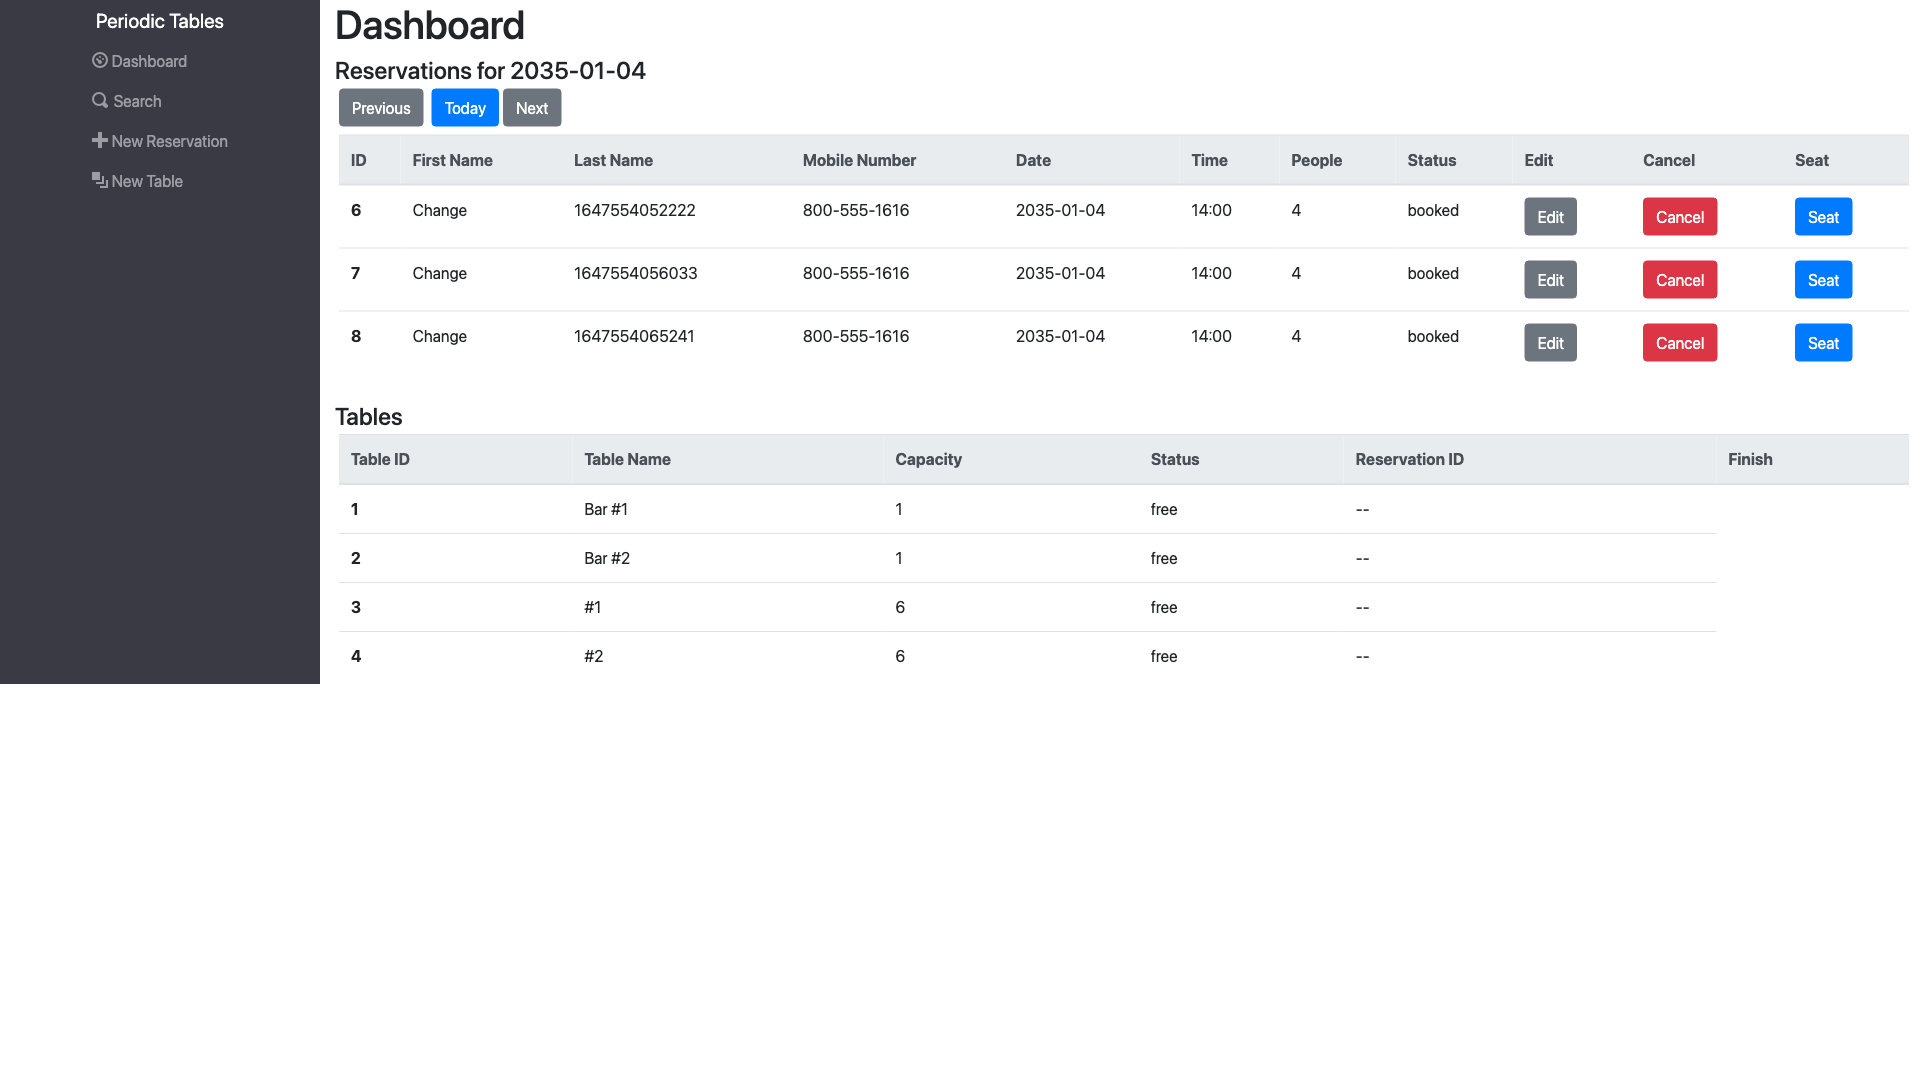 Periodic Tables
Dashboard
Search
New Reservation
New Table
Dashboard
Reservations for 2035-01-04
Previous Today Next
ID First Name Last Name Mobile Number Date Time People Status Edit Cancel Seat
6 Change 1647554052222 800-555-1616 2035-01-04 14:00 4 booked Edit Cancel Seat
7 Change 1647554056033 800-555-1616 2035-01-04 14:00 4 booked Edit Cancel Seat
8 Change 1647554065241 800-555-1616 2035-01-04 14:00 4 booked Edit Cancel Seat
Tables
Table ID Table Name Capacity Status Reservation ID Finish
1 Bar #1 1 free --
2 Bar #2 1 free --
3 #1 6 free --
4 #2 6 free --